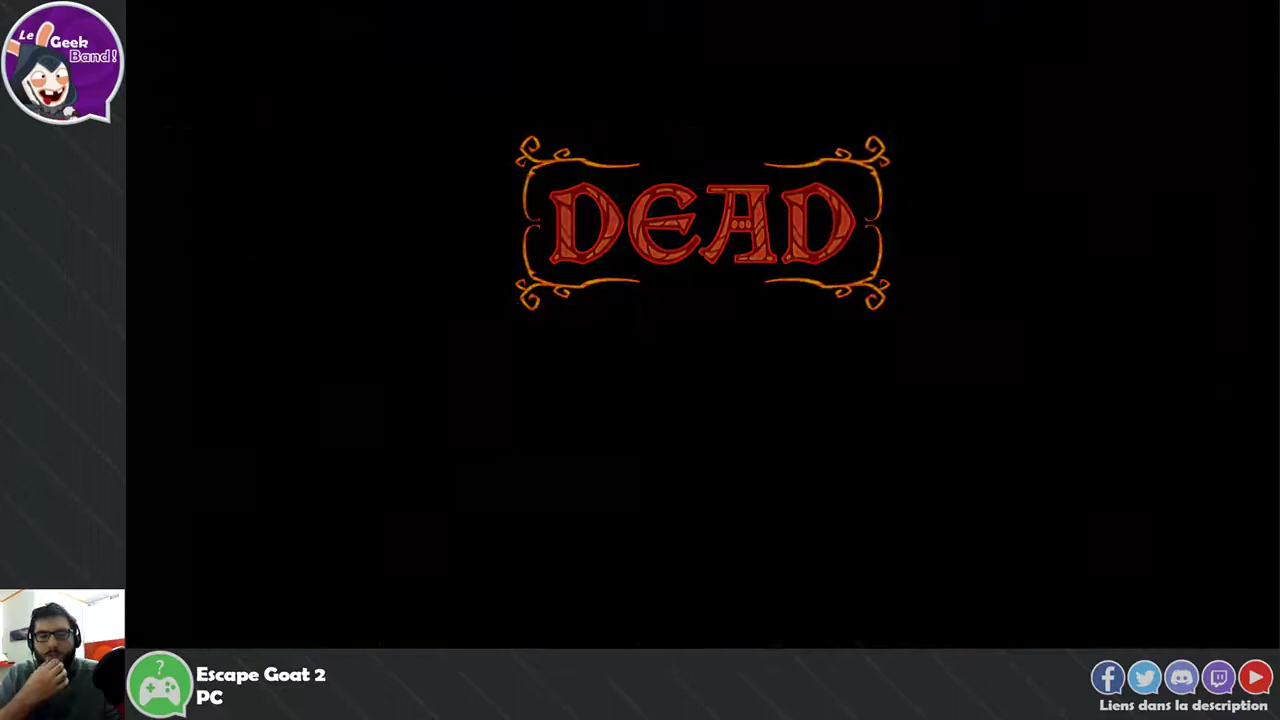 Le Geek
Band!
DEAD
?
Escape Goat 2
PC
Liens dans la description